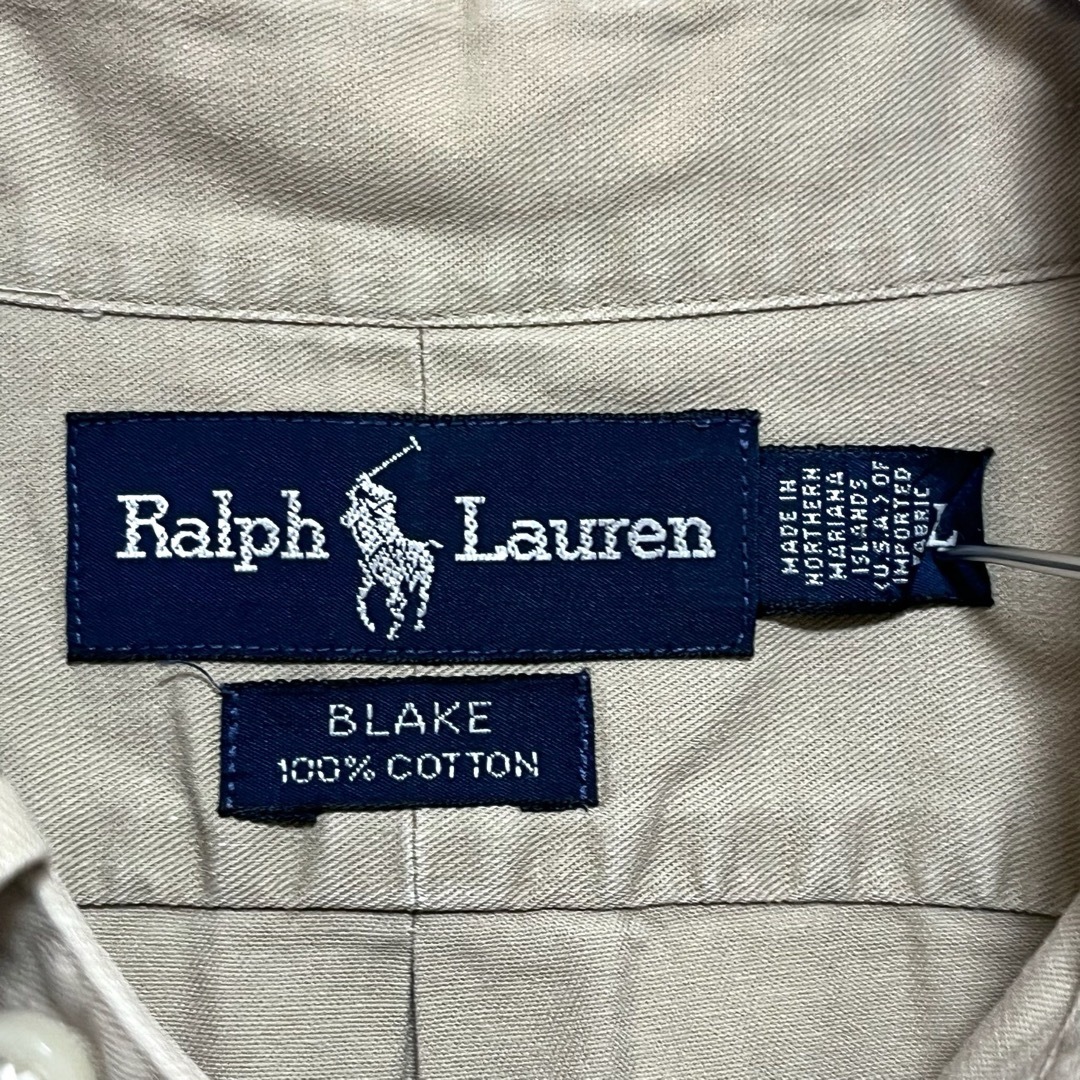 Ralph Lauren
MADE IN
NORTHERN
MARIANA
ISLANDS
(U.S.A.) OF
IMPORTED
FABRIC
L
BLAKE
100% COTTON